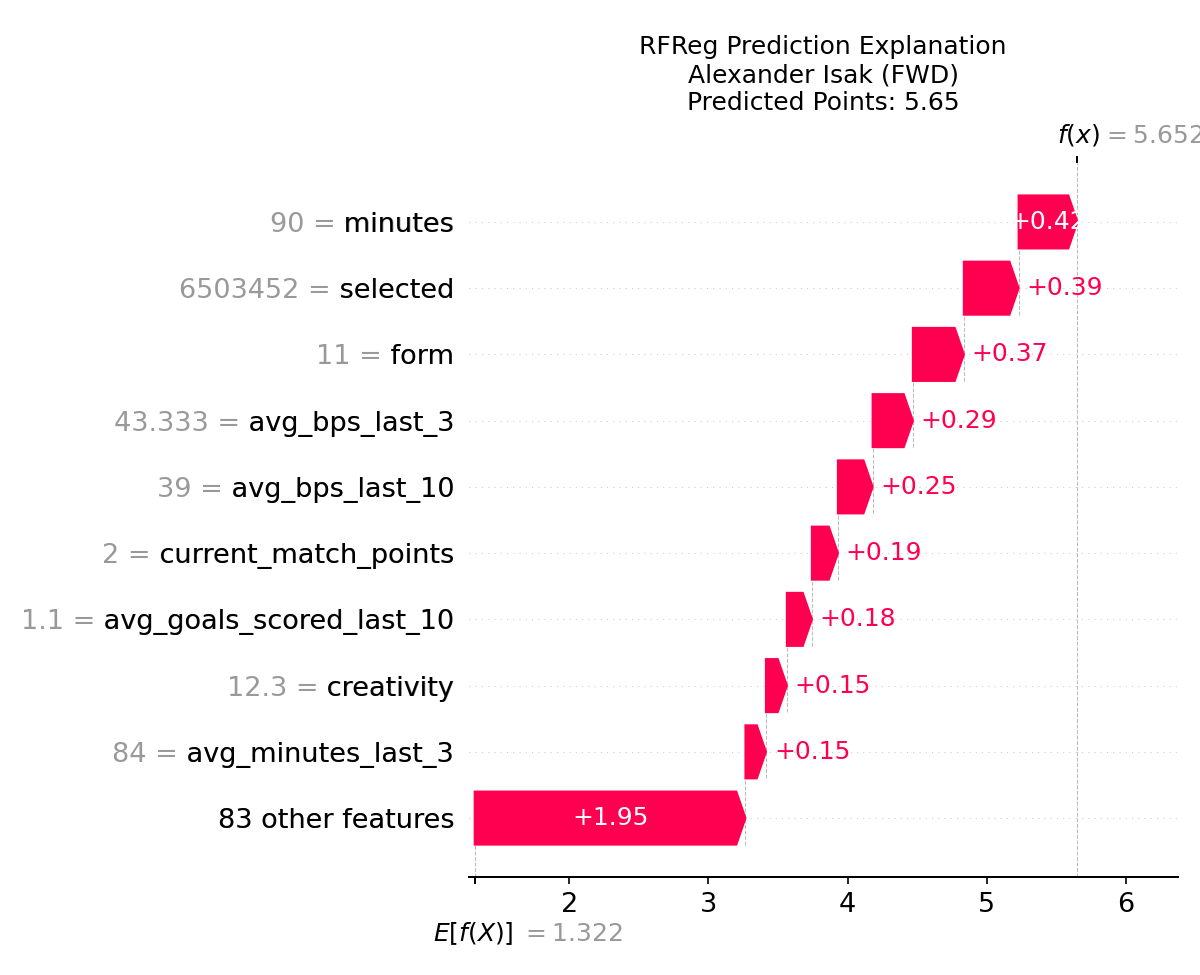 RFReg Prediction Explanation
Alexander Isak (FWD)
Predicted Points: 5.65
f(x) = 5.652
90 = minutes +0.42
6503452 = selected +0.39
11 = form +0.37
43.333 = avg_bps_last_3 +0.29
39 = avg_bps_last_10 +0.25
2 = current_match_points +0.19
1.1 = avg_goals_scored_last_10 +0.18
12.3 = creativity +0.15
84 = avg_minutes_last_3 +0.15
83 other features +1.95
2 3 4 5 6
E[f(X)] = 1.322